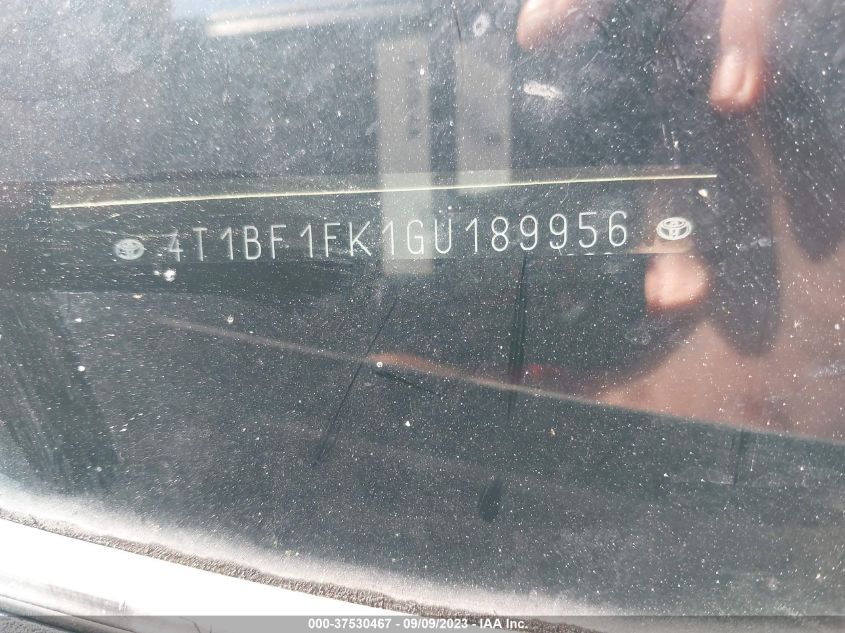 4T1BF1FK1GU189956
000-37530467 - 09/09/2023 - IAA Inc.